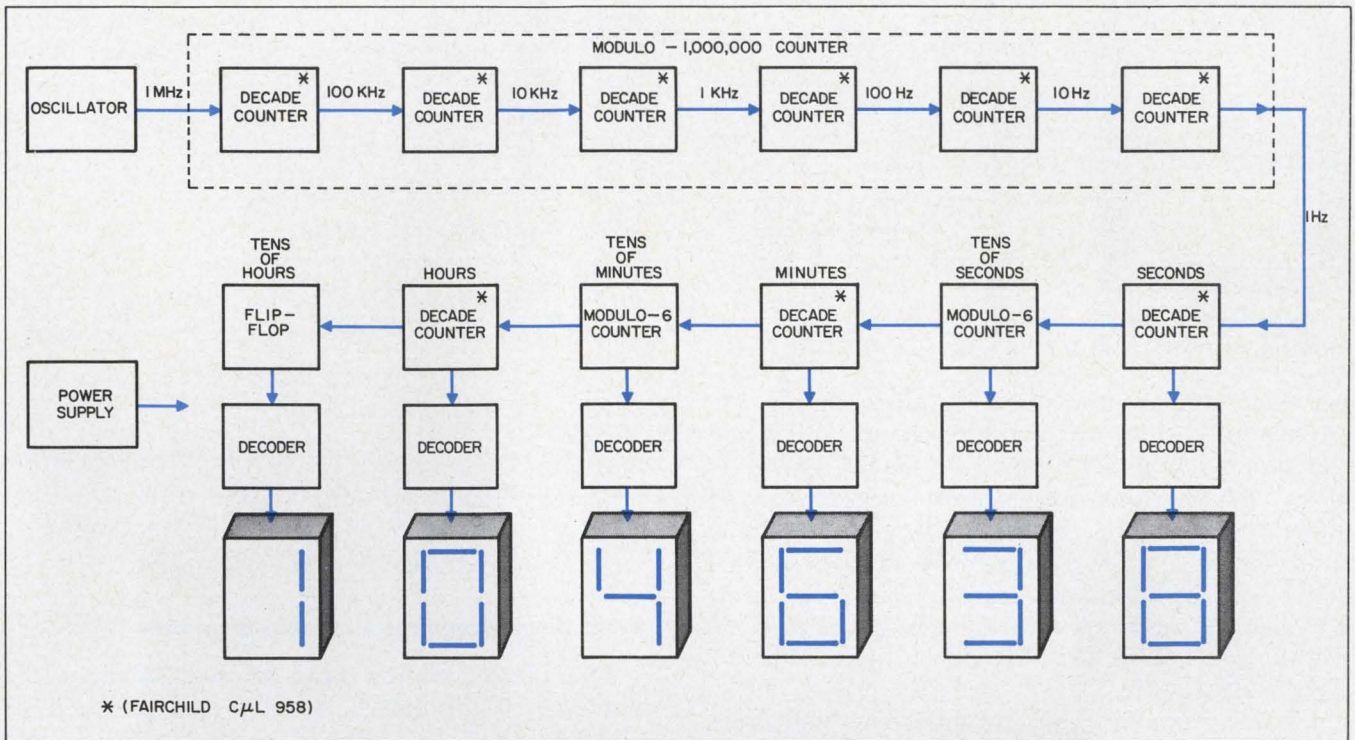 MODULO - 1,000,000 COUNTER
OSCILLATOR
1 MHz
*
DECADE
COUNTER
100 KHz
*
DECADE
COUNTER
10 KHz
*
DECADE
COUNTER
1 KHz
*
DECADE
COUNTER
100 Hz
*
DECADE
COUNTER
10 Hz
*
DECADE
COUNTER
1 Hz
TENS
OF
HOURS
FLIP-
FLOP
HOURS
*
DECADE
COUNTER
TENS
OF
MINUTES
MODULO-6
COUNTER
MINUTES
*
DECADE
COUNTER
TENS
OF
SECONDS
MODULO-6
COUNTER
SECONDS
*
DECADE
COUNTER
POWER
SUPPLY
DECODER
DECODER
DECODER
DECODER
DECODER
DECODER
1 0 4 6 3 8
* (FAIRCHILD CμL 958)